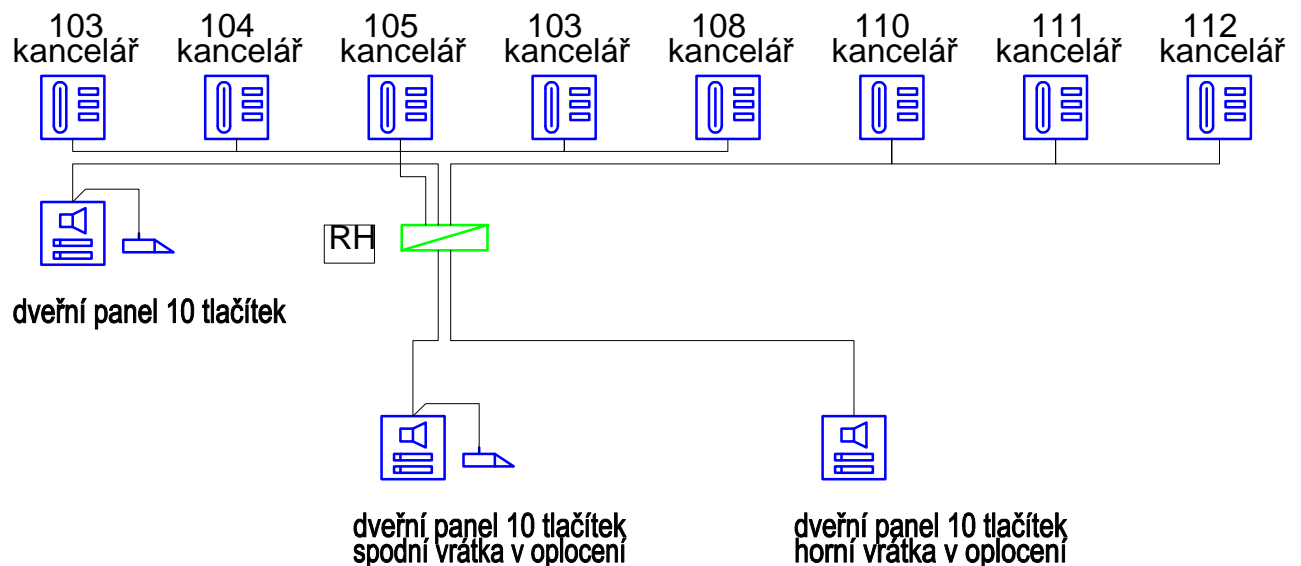 103 104 105 103 108 110 111 112
kancelář kancelář kancelář kancelář kancelář kancelář kancelář kancelář
RH
dveřní panel 10 tlačítek
dveřní panel 10 tlačítek
spodní vrátka v oplocení
dveřní panel 10 tlačítek
horní vrátka v oplocení